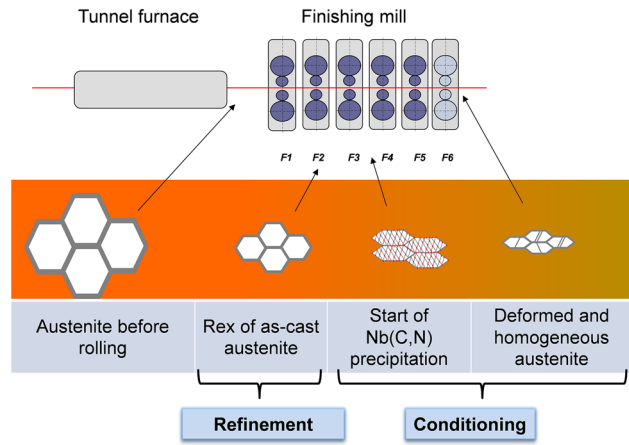 Tunnel furnace
Finishing mill
F1 F2 F3 F4 F5 F6
Austenite before
rolling
Rex of as-cast
austenite
Start of
Nb(C,N)
precipitation
Deformed and
homogeneous
austenite
Refinement
Conditioning